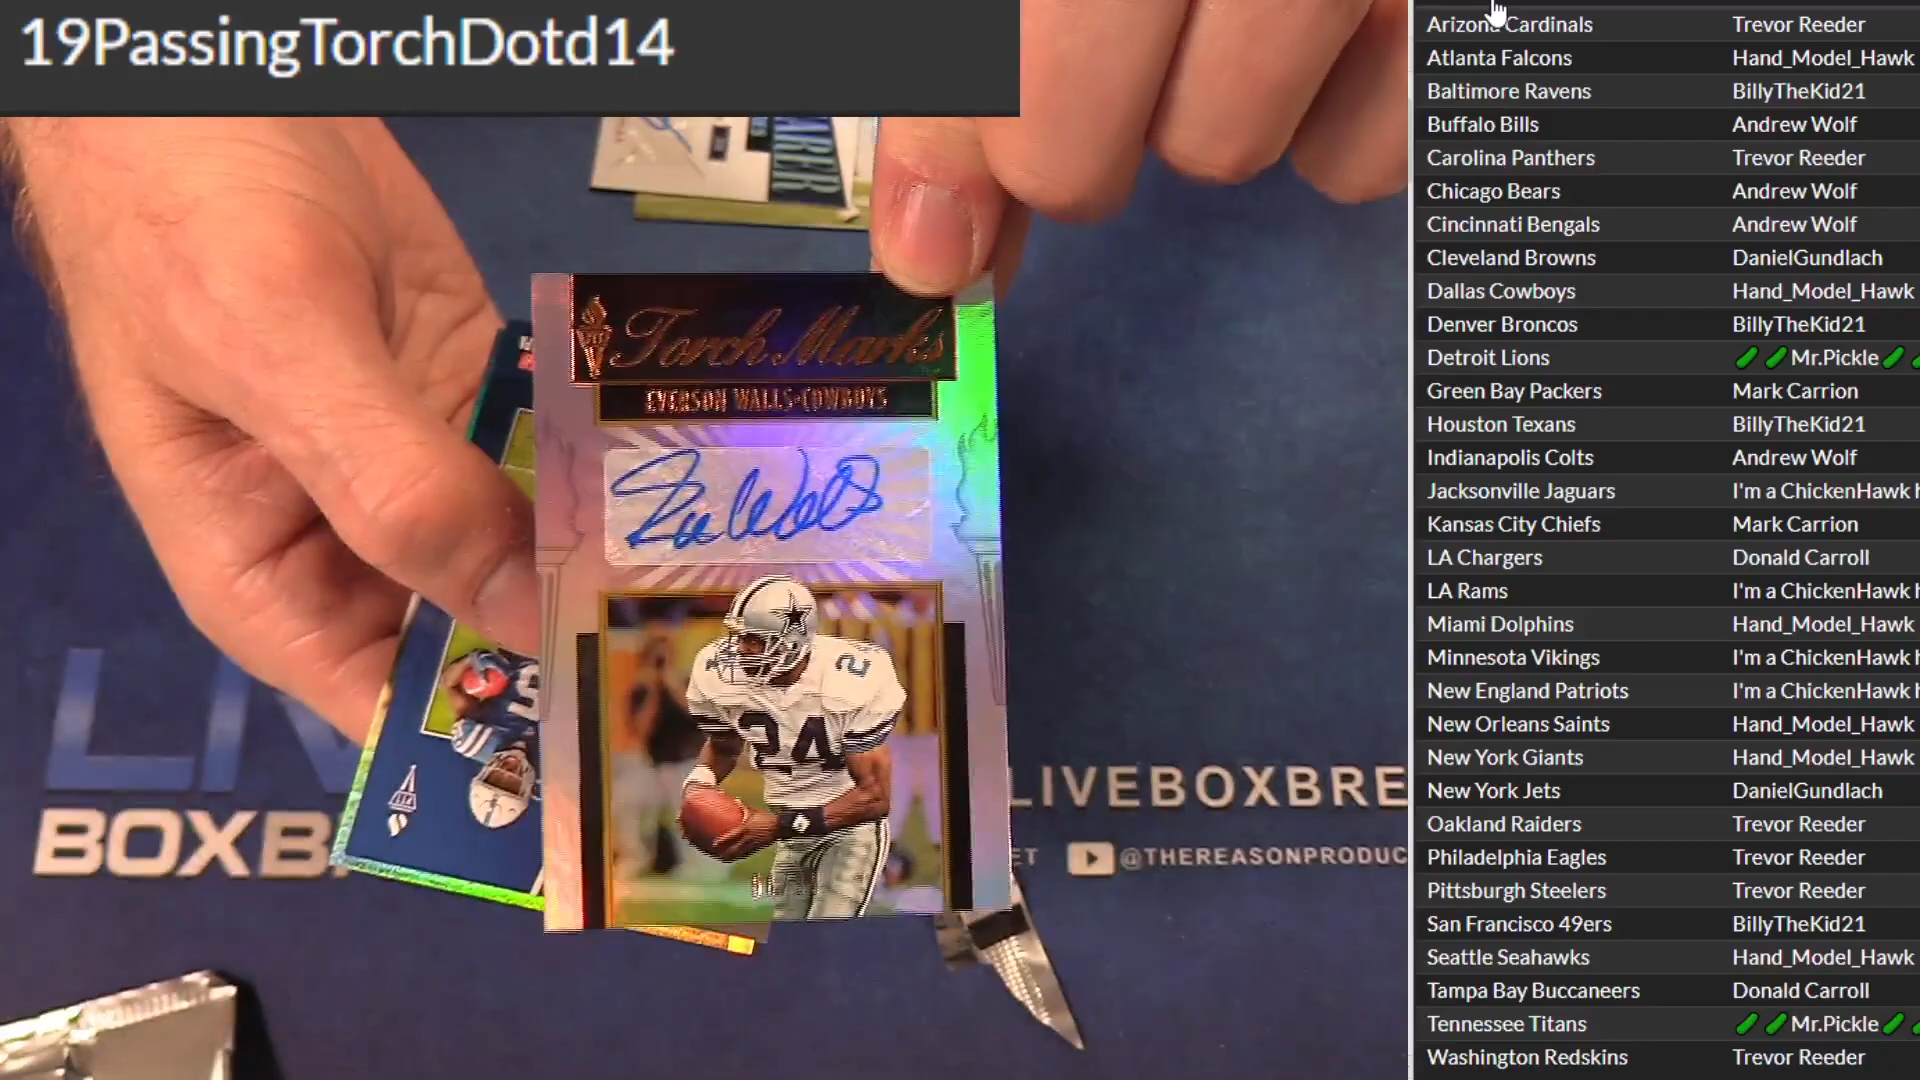 19PassingTorchDotd14
Torch Marks
EVERSON WALLS•COWBOYS
24
LIVEBOXBRE
@THEREASONPRODUC
BOXB
Arizona Cardinals Trevor Reeder
Atlanta Falcons Hand_Model_Hawk
Baltimore Ravens BillyTheKid21
Buffalo Bills Andrew Wolf
Carolina Panthers Trevor Reeder
Chicago Bears Andrew Wolf
Cincinnati Bengals Andrew Wolf
Cleveland Browns DanielGundlach
Dallas Cowboys Hand_Model_Hawk
Denver Broncos BillyTheKid21
Detroit Lions Mr.Pickle
Green Bay Packers Mark Carrion
Houston Texans BillyTheKid21
Indianapolis Colts Andrew Wolf
Jacksonville Jaguars I'm a ChickenHawk h
Kansas City Chiefs Mark Carrion
LA Chargers Donald Carroll
LA Rams I'm a ChickenHawk h
Miami Dolphins Hand_Model_Hawk
Minnesota Vikings I'm a ChickenHawk h
New England Patriots I'm a ChickenHawk h
New Orleans Saints Hand_Model_Hawk
New York Giants Hand_Model_Hawk
New York Jets DanielGundlach
Oakland Raiders Trevor Reeder
Philadelphia Eagles Trevor Reeder
Pittsburgh Steelers Trevor Reeder
San Francisco 49ers BillyTheKid21
Seattle Seahawks Hand_Model_Hawk
Tampa Bay Buccaneers Donald Carroll
Tennessee Titans Mr.Pickle
Washington Redskins Trevor Reeder